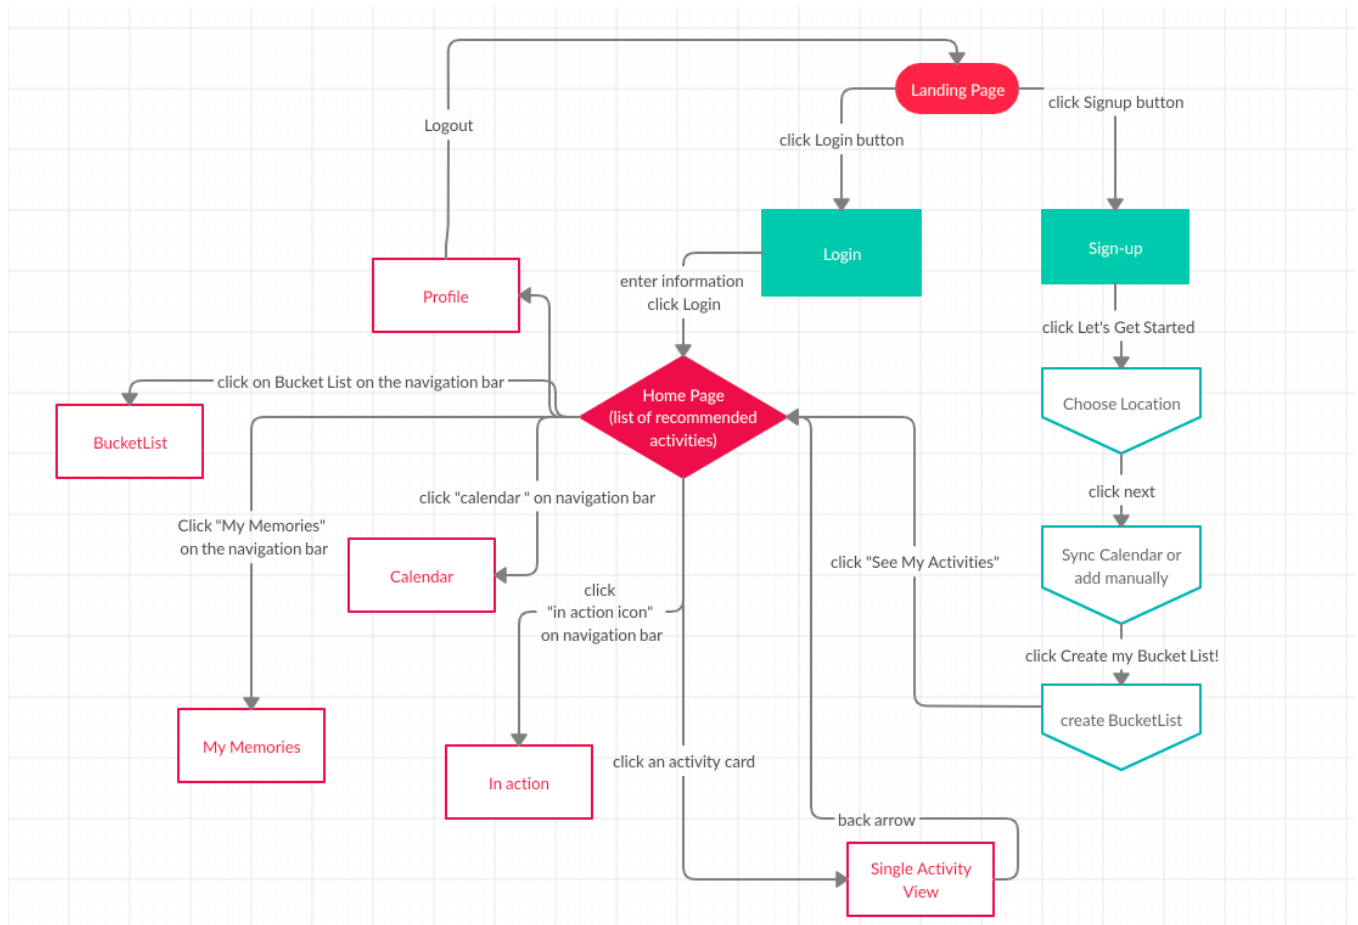 Landing Page
click Signup button
Logout
click Login button
Login
Sign-up
enter information
click Login
Profile
click Let's Get Started
click on Bucket List on the navigation bar
Home Page
(list of recommended
activities)
Choose Location
BucketList
click "calendar " on navigation bar
click next
Click "My Memories"
on the navigation bar
Calendar
click "See My Activities"
Sync Calendar or
add manually
click
"in action icon"
on navigation bar
click Create my Bucket List!
create BucketList
My Memories
In action
click an activity card
back arrow
Single Activity
View